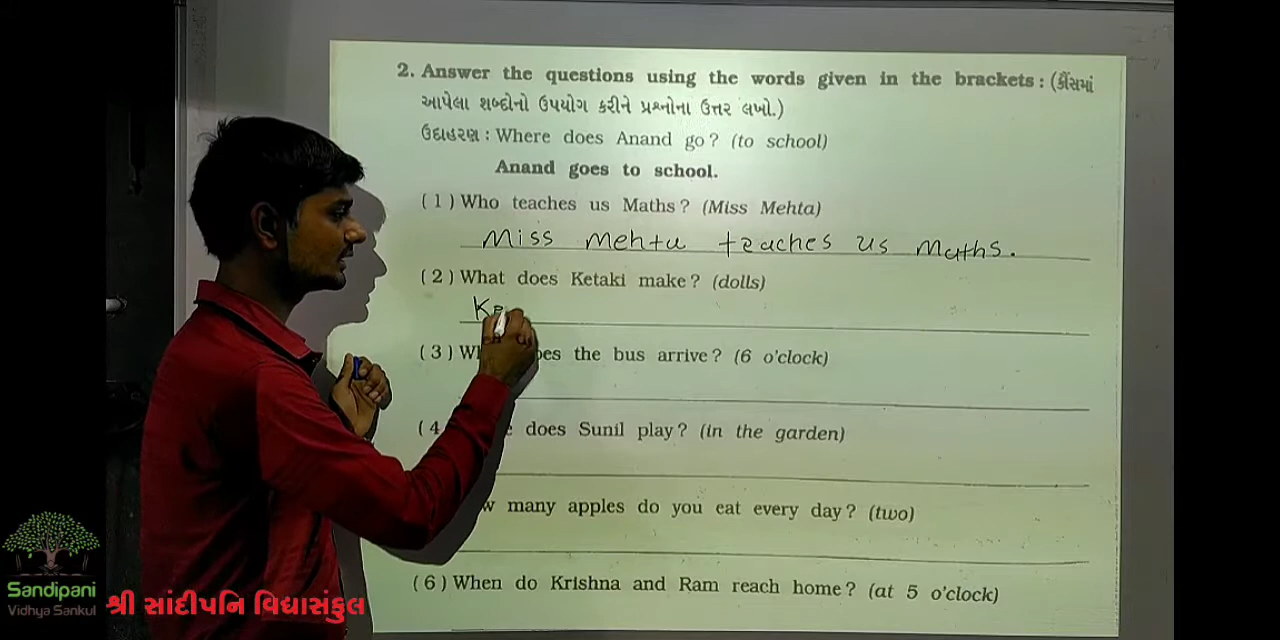 2. Answer the questions using the words given in the brackets : (કૌંસમાં
આપેલા શબ્દોનો ઉપયોગ કરીને પ્રશ્નોના ઉત્તર લખો.)
ઉદાહરણ : Where does Anand go? (to school)
Anand goes to school.
(1) Who teaches us Maths? (Miss Mehta)
Miss Mehta teaches us Maths.
(2) What does Ketaki make? (dolls)
Ke
(3) does the bus arrive? (6 o'clock)
(4 does Sunil play? (in the garden)
many apples do you eat every day? (two)
(6) When do Krishna and Ram reach home? (at 5 o'clock)
Sandipani
Vidhya Sankul
શ્રી સાંદીપનિ વિદ્યાસંકુલ